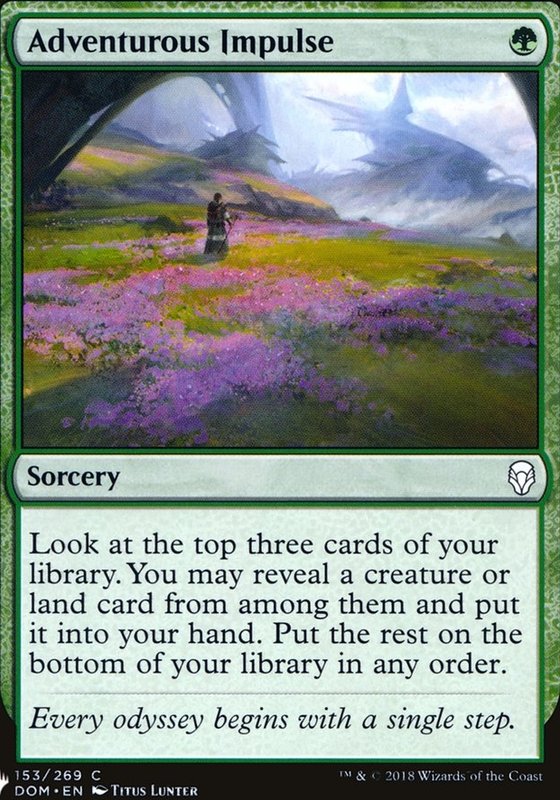 Adventurous Impulse
Sorcery
Look at the top three cards of your
library. You may reveal a creature or
land card from among them and put
it into your hand. Put the rest on the
bottom of your library in any order.
Every odyssey begins with a single step.
153/269 C
DOM • EN Titus Lunter
™ & © 2018 Wizards of the Coast